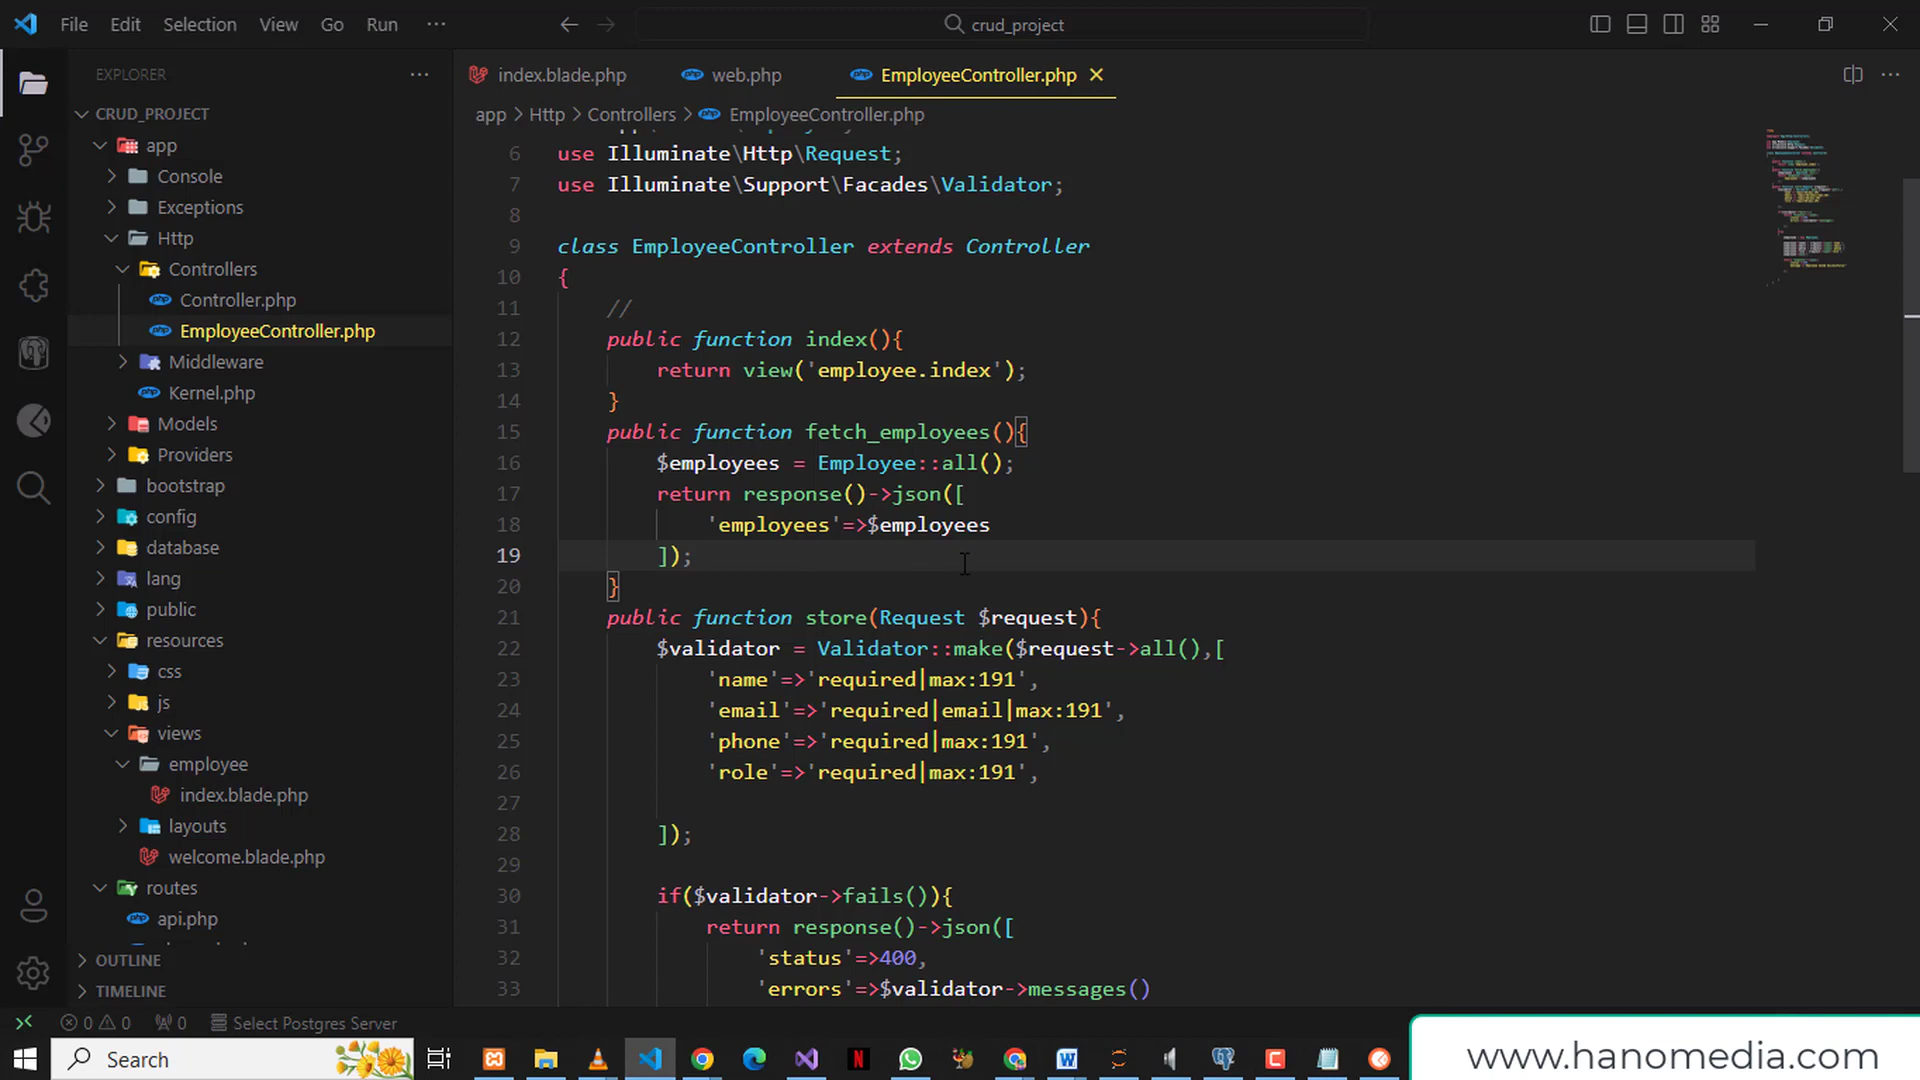 File Edit Selection View Go Run ··· crud_project
EXPLORER ···
index.blade.php web.php EmployeeController.php
app > Http > Controllers > EmployeeController.php
CRUD_PROJECT
app
Console
Exceptions
Http
Controllers
Controller.php
EmployeeController.php
Middleware
Kernel.php
Models
Providers
bootstrap
config
database
lang
public
resources
css
js
views
employee
index.blade.php
layouts
welcome.blade.php
routes
api.php
OUTLINE
TIMELINE
6 use Illuminate\Http\Request;
7 use Illuminate\Support\Facades\Validator;
8
9 class EmployeeController extends Controller
10 {
11 //
12 public function index(){
13 return view('employee.index');
14 }
15 public function fetch_employees(){
16 $employees = Employee::all();
17 return response()->json([
18 'employees'=>$employees
19 ]);
20 }
21 public function store(Request $request){
22 $validator = Validator::make($request->all(),[
23 'name'=>'required|max:191',
24 'email'=>'required|email|max:191',
25 'phone'=>'required|max:191',
26 'role'=>'required|max:191',
27
28 ]);
29
30 if($validator->fails()){
31 return response()->json([
32 'status'=>400,
33 'errors'=>$validator->messages()
0 0 0 Select Postgres Server
Search
www.hanomedia.com